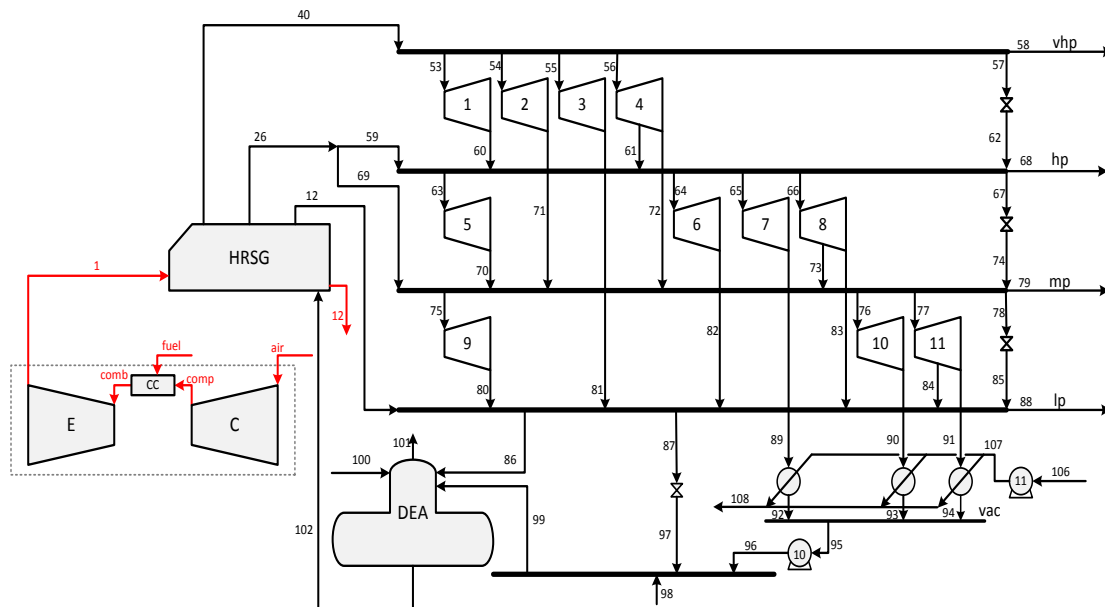 40
58 vhp
53 54 55 56 57
1 2 3 4
26 59 60 61 62
hp
68
69 63 64 65 66 67
12 71 72
5 6 7 8
HRSG
1 70 73 74
mp
79
12 75 76 77 78
fuel air 82 83
9 10 11
comb CC comp 80 81 84 85
lp
88
E C
101 87 89 90 91 107
100 86 106
11
DEA 108
102 99 92 93 94 vac
97
96 10 95
98